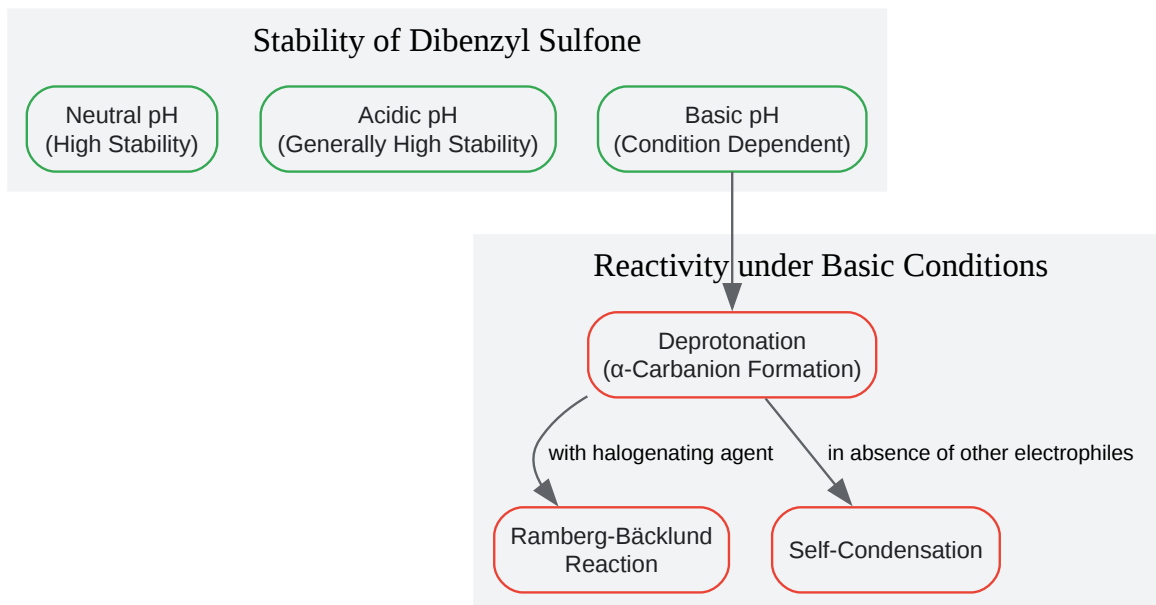 Stability of Dibenzyl Sulfone
Neutral pH
(High Stability)
Acidic pH
(Generally High Stability)
Basic pH
(Condition Dependent)
Reactivity under Basic Conditions
Deprotonation
(α-Carbanion Formation)
with halogenating agent
in absence of other electrophiles
Ramberg-Bäcklund
Reaction
Self-Condensation